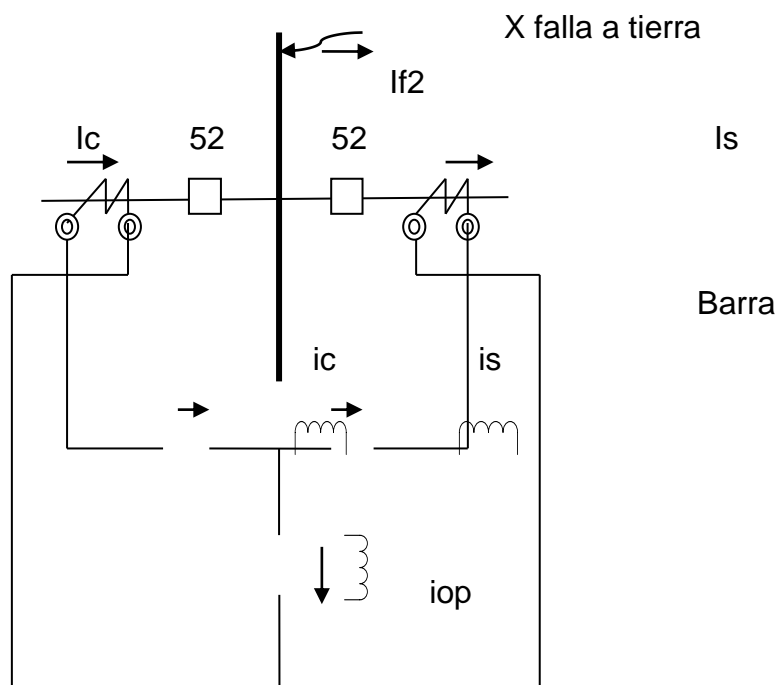 X falla a tierra
If2
Ic 52 52 Is
Barra
ic is
iop